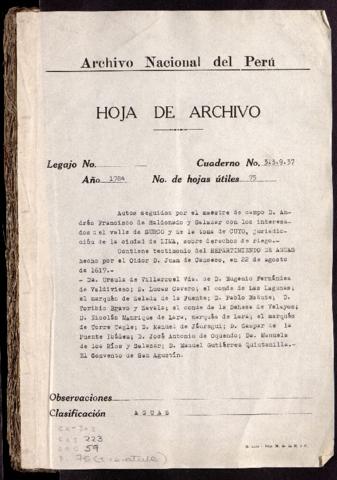 Archivo Nacional del Perú
HOJA DE ARCHIVO
Legajo No. Cuaderno No. 3.3.9.37
Año 1784 No. de hojas útiles 75
Autos seguidos por el maestre de campo D. An-
drés Francisco de Maldonado y Salazar con los interesa-
dos del valle de SURCO y de la toma de CUYO, jurisdic-
ción de la ciudad de LIMA, sobre derechos de riego.-
Contiene testimonio del REPARTIMIENTO DE AGUAS
hecho por el Oidor D. Juan de Canseco, en 22 de agosto
de 1617.-
- Da. Ursula de Villarroel Vda. de D. Eugenio Fernández
de Valdivieso; D. Lucas Cavero; el conde de Las Lagunas;
el marqués de Zelada de la Fuente; D. Pablo Matute; D.
Toribio Bravo y Zavala; el conde de la Dehesa de Velayos;
D. Nicolás Manrique de Lara, marqués de Lara; el marqués
de Torre Tagle; D. Manuel de Jáuregui; D. Gaspar de la
Puente Ibáñez; D. José Antonio de Oquendo; Da. Manuela
de los Ríos y Salazar; D. Manuel Gutiérrez Quintanilla.-
El Convento de San Agustín.
Observaciones
Clasificación AGUAS
223
59
75